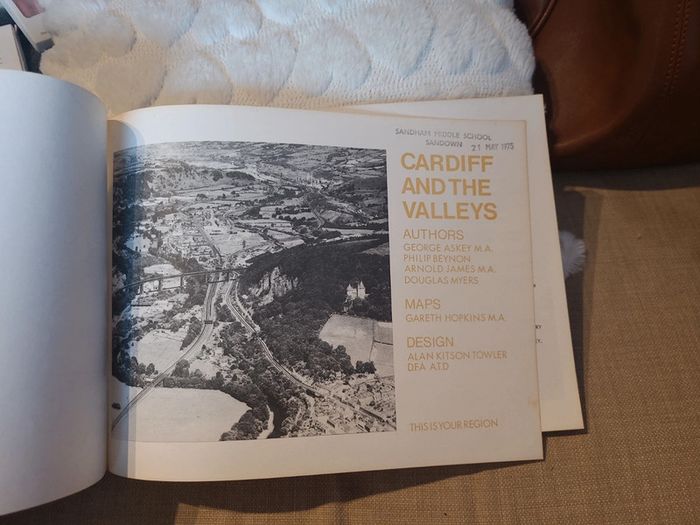 SANDHAM MIDDLE SCHOOL
SANDOWN 21 MAY 1975
CARDIFF
AND THE
VALLEYS
AUTHORS
GEORGE ASKEY M.A.
PHILIP BEYNON
ARNOLD JAMES M.A.
DOUGLAS MYERS
MAPS
GARETH HOPKINS M.A.
DESIGN
ALAN KITSON TOWLER
DFA A.T.D
THIS IS YOUR REGION